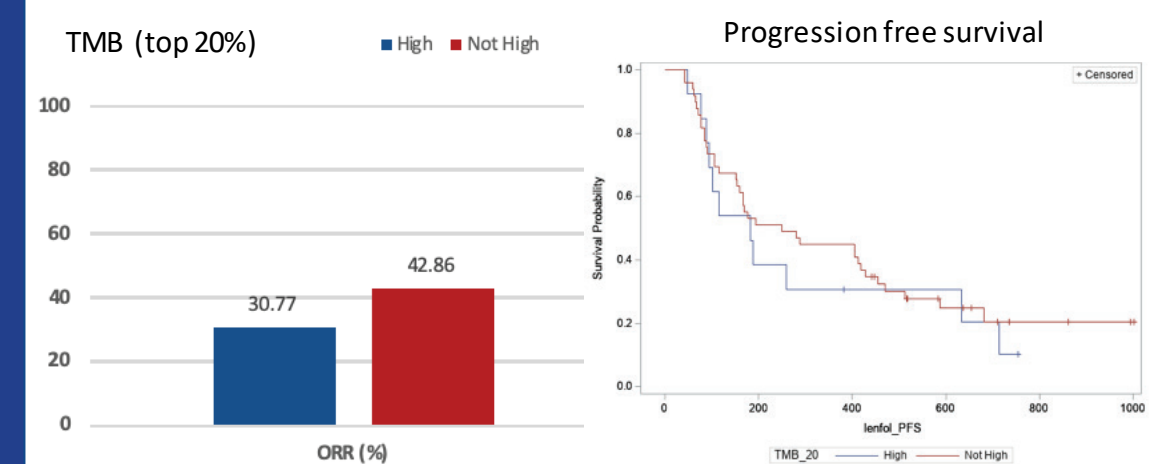 TMB (top 20%)
High
Not High
100
80
60
40
20
0
30.77
42.86
ORR (%)
Progression free survival
+ Censored
1.0
0.8
0.6
0.4
0.2
0.0
Survival Probability
0
200
400
600
800
1000
lenfol_PFS
TMB_20
High
Not High